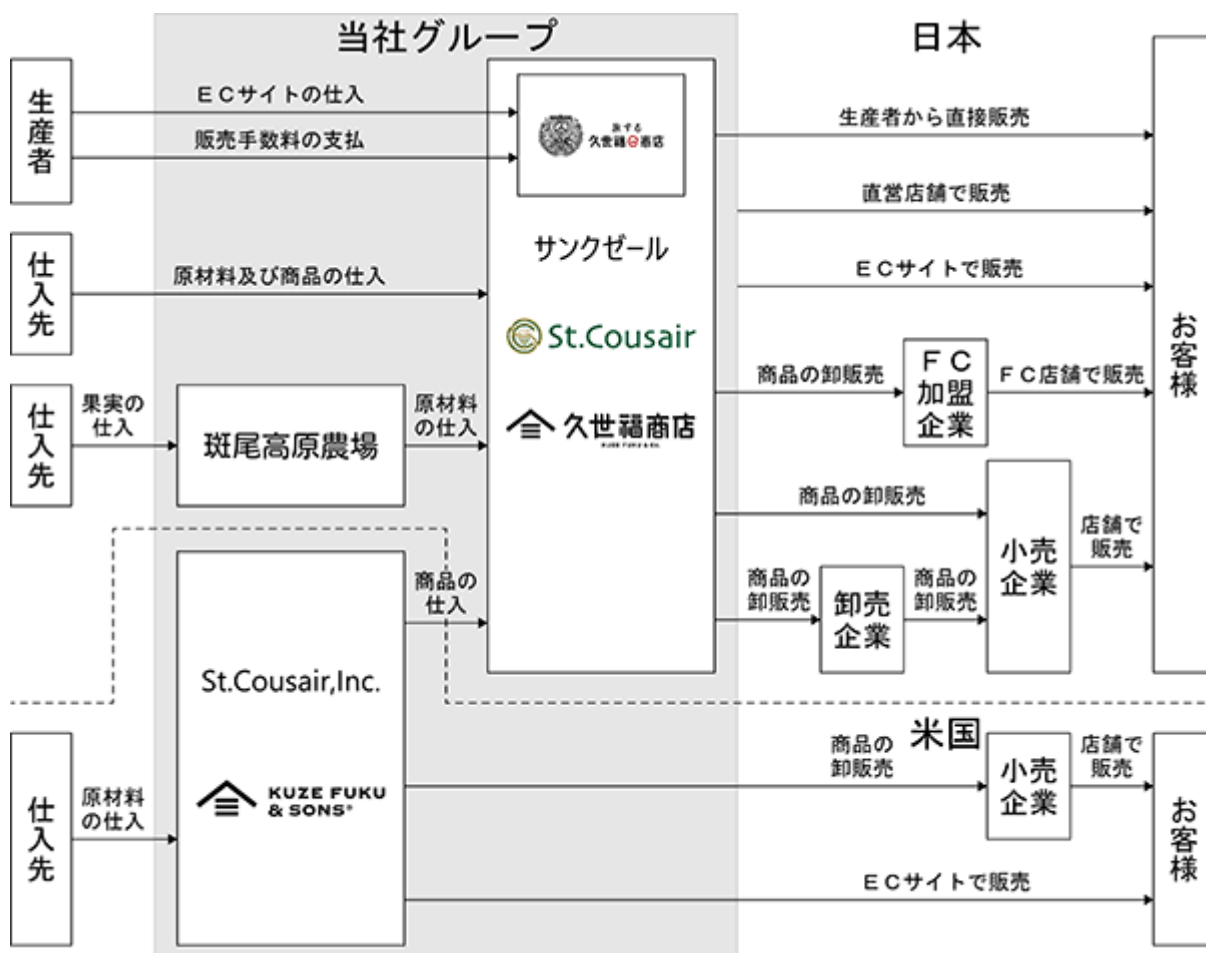 当社グループ
日本
生産者
ＥＣサイトの仕入
販売手数料の支払
旅する
久世福e商店
生産者から直接販売
直営店舗で販売
ＥＣサイトで販売
お客様
仕入先
原材料及び商品の仕入
サンクゼール
St.Cousair
久世福商店
KUZE FUKU & CO.
商品の卸販売
ＦＣ
加盟
企業
ＦＣ店舗で販売
仕入先
果実の
仕入
斑尾高原農場
原材料
の仕入
商品の卸販売
小売
企業
店舗で
販売
商品の
卸販売
卸売
企業
商品の
卸販売
商品の
仕入
St.Cousair,Inc.
KUZE FUKU
& SONS®
米国
仕入先
原材料
の仕入
商品の
卸販売
小売
企業
店舗で
販売
お客様
ＥＣサイトで販売